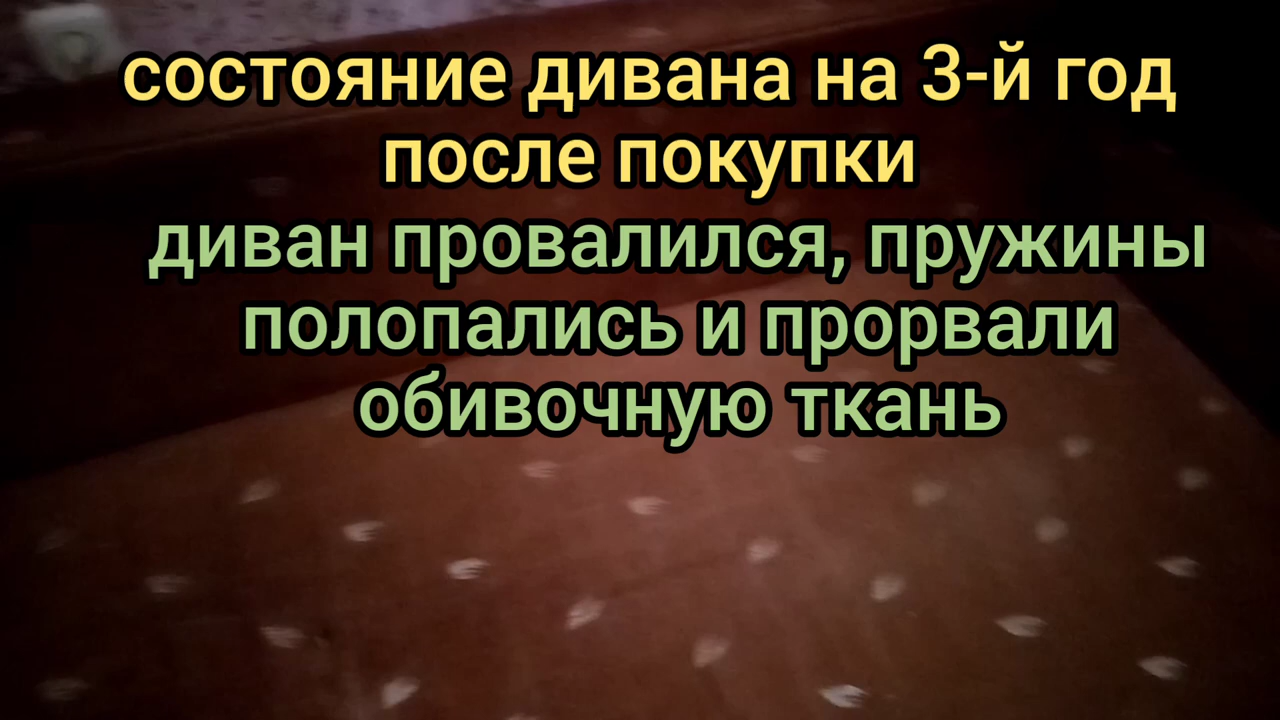 состояние дивана на 3-й год
после покупки
диван провалился, пружины
полопались и прорвали
обивочную ткань